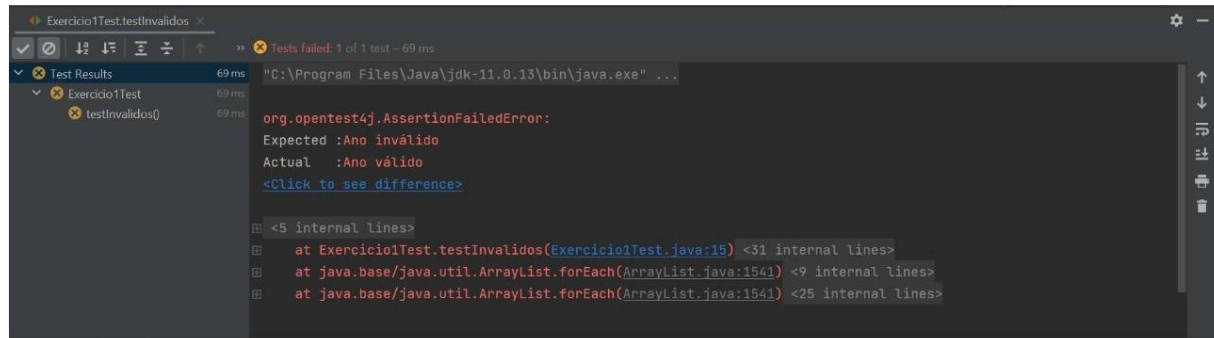 Exercicio1Test.testInvalidos ×
» Tests failed: 1 of 1 test – 69 ms
Test Results 69 ms
Exercicio1Test 69 ms
testInvalidos() 69 ms
"C:\Program Files\Java\jdk-11.0.13\bin\java.exe" ...
org.opentest4j.AssertionFailedError:
Expected :Ano inválido
Actual :Ano válido
<Click to see difference>
<5 internal lines>
at Exercicio1Test.testInvalidos(Exercicio1Test.java:15) <31 internal lines>
at java.base/java.util.ArrayList.forEach(ArrayList.java:1541) <9 internal lines>
at java.base/java.util.ArrayList.forEach(ArrayList.java:1541) <25 internal lines>